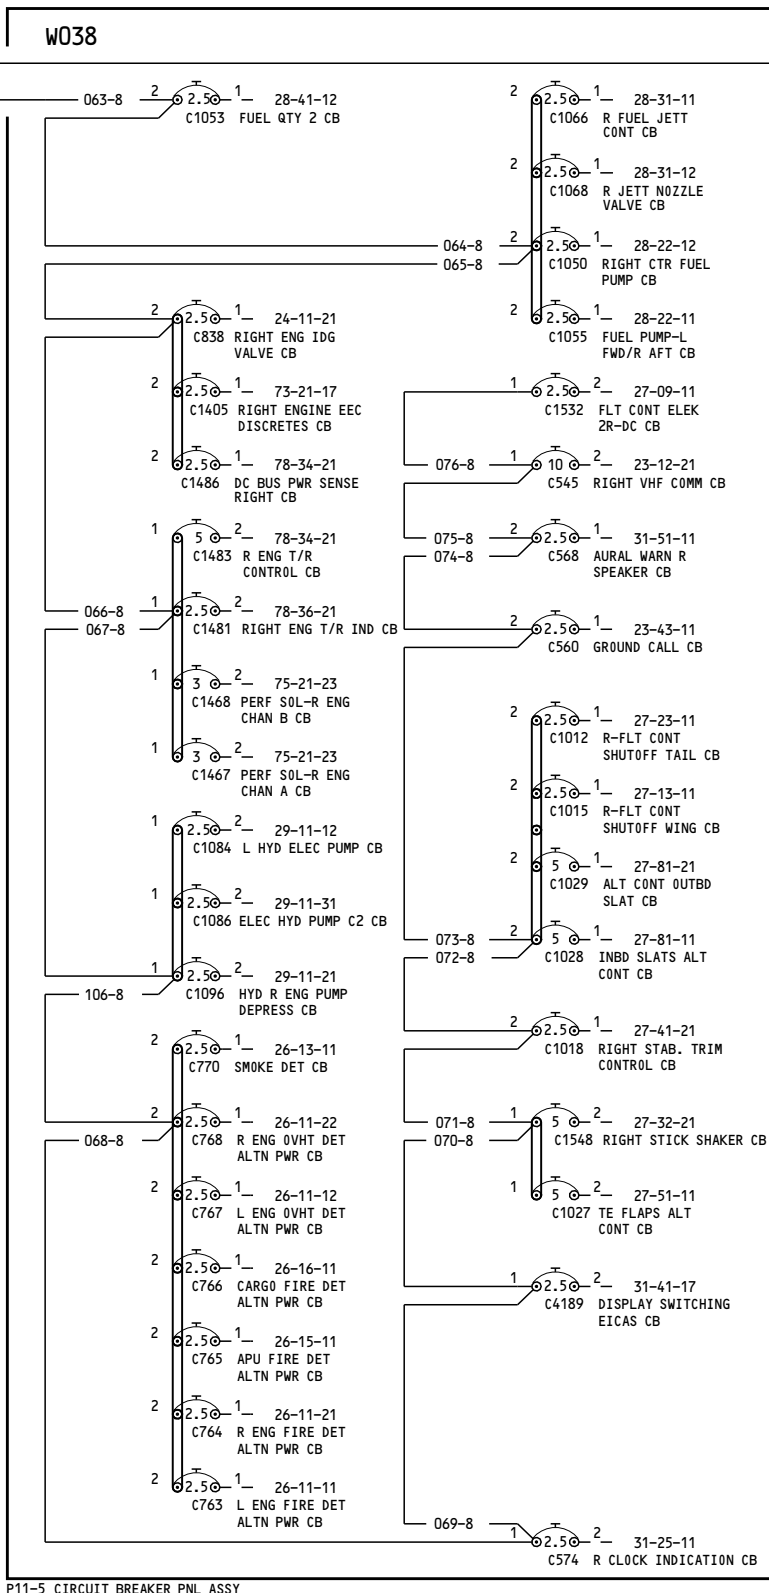 W038
063-8 2 2.5 1 28-41-12
C1053 FUEL QTY 2 CB
2 2.5 1 28-31-11
C1066 R FUEL JETT
CONT CB
2 2.5 1 28-31-12
C1068 R JETT NOZZLE
VALVE CB
064-8 2 2.5 1 28-22-12
065-8
C1050 RIGHT CTR FUEL
PUMP CB
2 2.5 1 28-22-11
C1055 FUEL PUMP-L
FWD/R AFT CB
2 2.5 1 24-11-21
C838 RIGHT ENG IDG
VALVE CB
2 2.5 1 73-21-17
C1405 RIGHT ENGINE EEC
DISCRETES CB
2 2.5 1 78-34-21
C1486 DC BUS PWR SENSE
RIGHT CB
1 5 2 78-34-21
C1483 R ENG T/R
CONTROL CB
066-8 1 2.5 2 78-36-21
067-8
C1481 RIGHT ENG T/R IND CB
1 3 2 75-21-23
C1468 PERF SOL-R ENG
CHAN B CB
1 3 2 75-21-23
C1467 PERF SOL-R ENG
CHAN A CB
1 2.5 2 29-11-12
C1084 L HYD ELEC PUMP CB
1 2.5 2 29-11-31
C1086 ELEC HYD PUMP C2 CB
1 2.5 2 29-11-21
106-8
C1096 HYD R ENG PUMP
DEPRESS CB
2 2.5 1 26-13-11
C770 SMOKE DET CB
2 2.5 1 26-11-22
068-8
C768 R ENG OVHT DET
ALTN PWR CB
2 2.5 1 26-11-12
C767 L ENG OVHT DET
ALTN PWR CB
2 2.5 1 26-16-11
C766 CARGO FIRE DET
ALTN PWR CB
2 2.5 1 26-15-11
C765 APU FIRE DET
ALTN PWR CB
2 2.5 1 26-11-21
C764 R ENG FIRE DET
ALTN PWR CB
2 2.5 1 26-11-11
C763 L ENG FIRE DET
ALTN PWR CB
1 2.5 2 27-09-11
C1532 FLT CONT ELEK
2R-DC CB
076-8 1 10 2 23-12-21
C545 RIGHT VHF COMM CB
075-8 2 2.5 1 31-51-11
074-8
C568 AURAL WARN R
SPEAKER CB
2 2.5 1 23-43-11
C560 GROUND CALL CB
2 2.5 1 27-23-11
C1012 R-FLT CONT
SHUTOFF TAIL CB
2 2.5 1 27-13-11
C1015 R-FLT CONT
SHUTOFF WING CB
2 5 1 27-81-21
C1029 ALT CONT OUTBD
SLAT CB
073-8 2 5 1 27-81-11
072-8
C1028 INBD SLATS ALT
CONT CB
2 2.5 1 27-41-21
C1018 RIGHT STAB. TRIM
CONTROL CB
071-8 1 5 2 27-32-21
070-8
C1548 RIGHT STICK SHAKER CB
1 5 2 27-51-11
C1027 TE FLAPS ALT
CONT CB
1 2.5 2 31-41-17
C4189 DISPLAY SWITCHING
EICAS CB
069-8
1 2.5 2 31-25-11
C574 R CLOCK INDICATION CB
P11-5 CIRCUIT BREAKER PNL ASSY